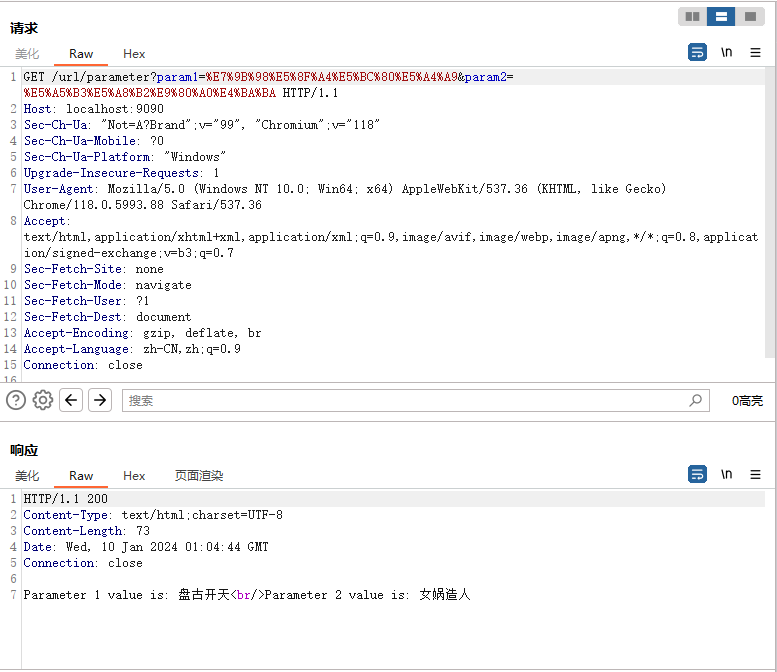 请求
美化 Raw Hex \n
1 GET /url/parameter?param1=%E7%9B%98%E5%8F%A4%E5%BC%80%E5%A4%A9&param2=
%E5%A5%B3%E5%A8%B2%E9%80%A0%E4%BA%BA HTTP/1.1
2 Host: localhost:9090
3 Sec-Ch-Ua: "Not=A?Brand";v="99", "Chromium";v="118"
4 Sec-Ch-Ua-Mobile: ?0
5 Sec-Ch-Ua-Platform: "Windows"
6 Upgrade-Insecure-Requests: 1
7 User-Agent: Mozilla/5.0 (Windows NT 10.0; Win64; x64) AppleWebKit/537.36 (KHTML, like Gecko)
Chrome/118.0.5993.88 Safari/537.36
8 Accept:
text/html,application/xhtml+xml,application/xml;q=0.9,image/avif,image/webp,image/apng,*/*;q=0.8,applicat
ion/signed-exchange;v=b3;q=0.7
9 Sec-Fetch-Site: none
10 Sec-Fetch-Mode: navigate
11 Sec-Fetch-User: ?1
12 Sec-Fetch-Dest: document
13 Accept-Encoding: gzip, deflate, br
14 Accept-Language: zh-CN,zh;q=0.9
15 Connection: close
16
搜索 0高亮
响应
美化 Raw Hex 页面渲染 \n
1 HTTP/1.1 200
2 Content-Type: text/html;charset=UTF-8
3 Content-Length: 73
4 Date: Wed, 10 Jan 2024 01:04:44 GMT
5 Connection: close
6
7 Parameter 1 value is: 盘古开天<br/>Parameter 2 value is: 女娲造人